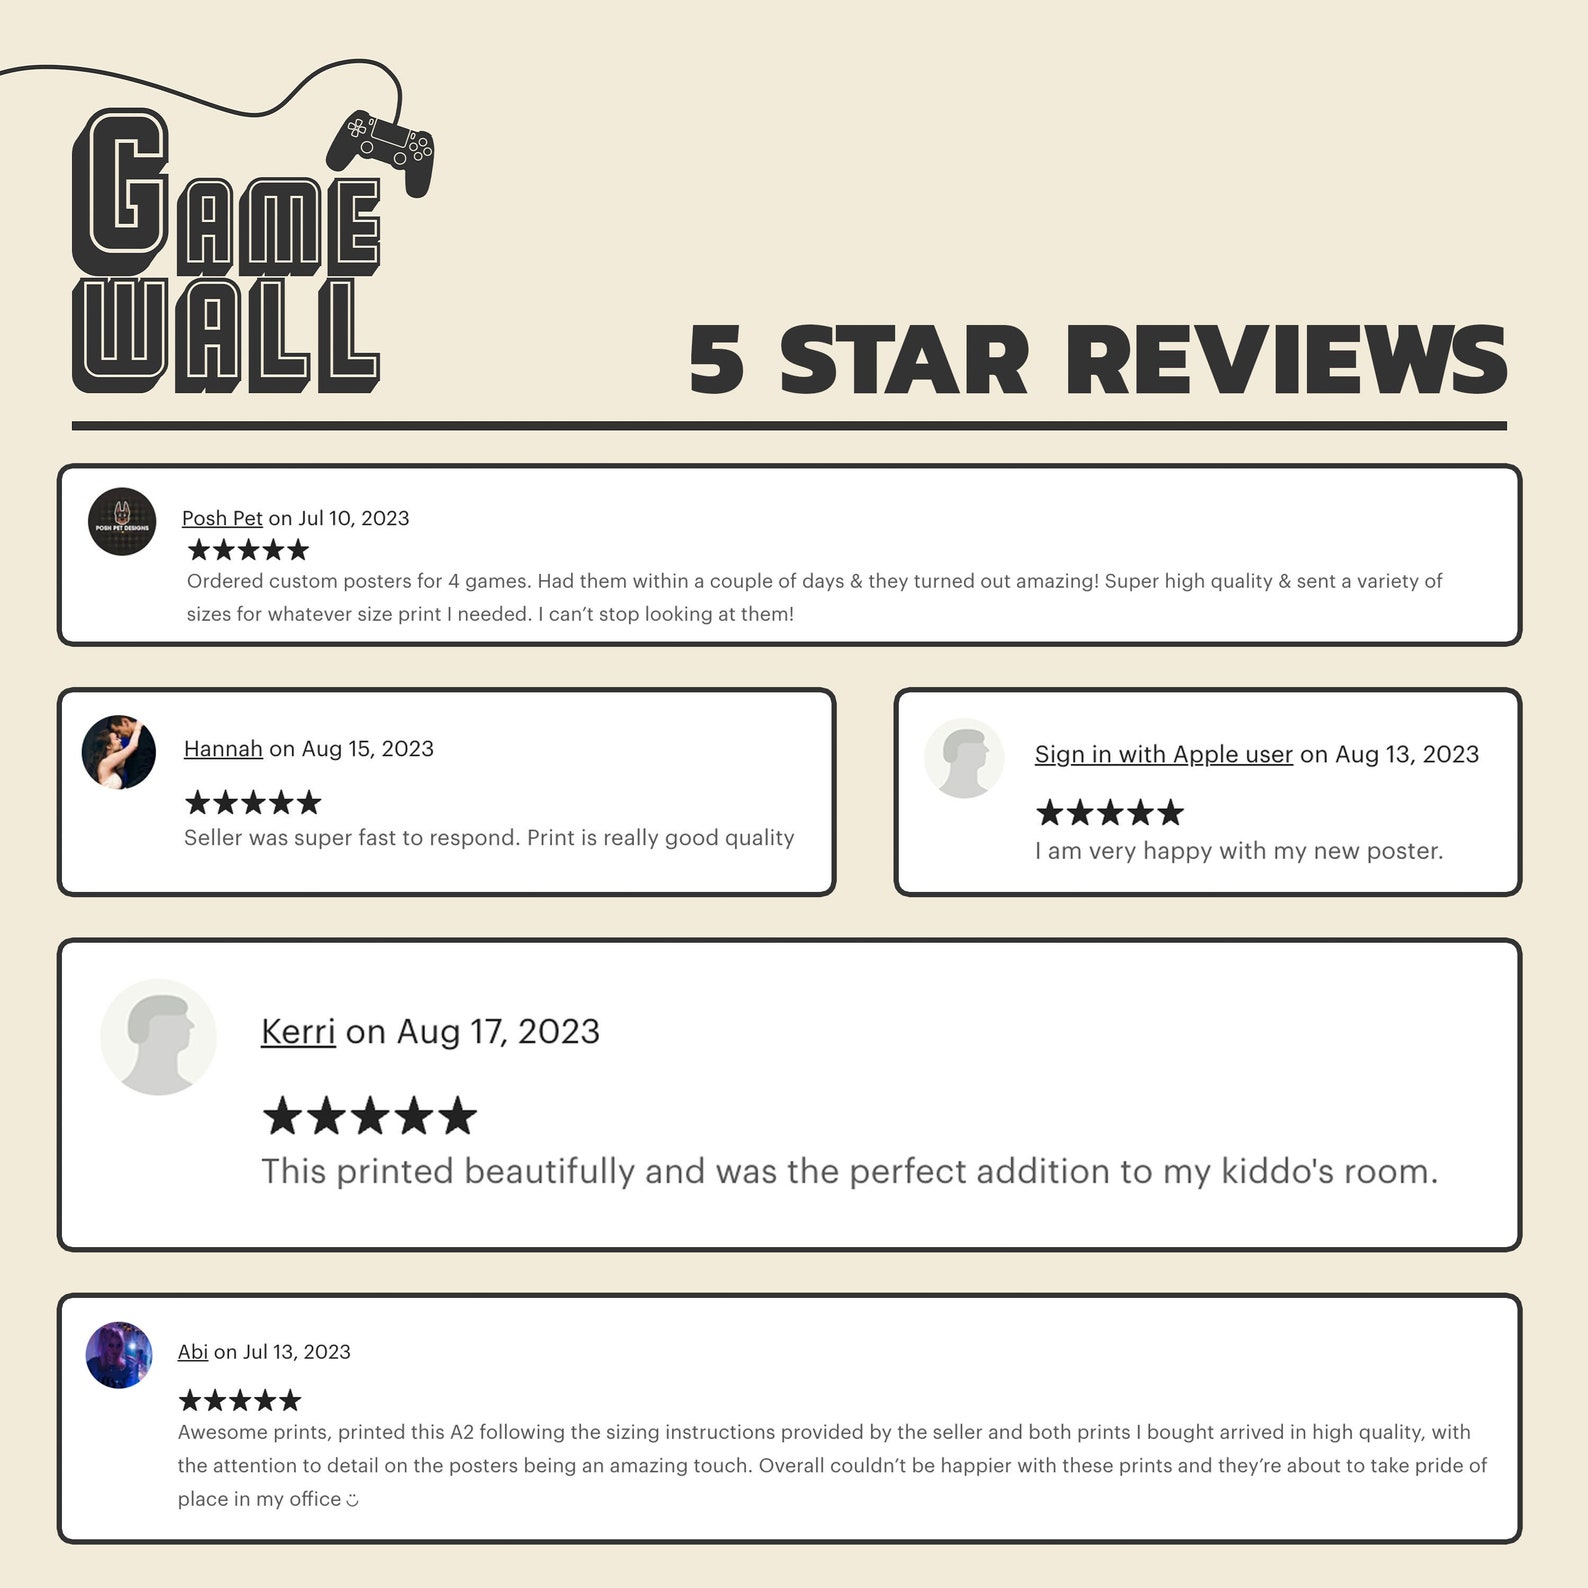 GAME
WALL
5 STAR REVIEWS
POSH PET DESIGNS
Posh Pet on Jul 10, 2023
★★★★★
Ordered custom posters for 4 games. Had them within a couple of days & they turned out amazing! Super high quality & sent a variety of
sizes for whatever size print I needed. I can’t stop looking at them!
Hannah on Aug 15, 2023
★★★★★
Seller was super fast to respond. Print is really good quality
Sign in with Apple user on Aug 13, 2023
★★★★★
I am very happy with my new poster.
Kerri on Aug 17, 2023
★★★★★
This printed beautifully and was the perfect addition to my kiddo's room.
Abi on Jul 13, 2023
★★★★★
Awesome prints, printed this A2 following the sizing instructions provided by the seller and both prints I bought arrived in high quality, with
the attention to detail on the posters being an amazing touch. Overall couldn’t be happier with these prints and they’re about to take pride of
place in my office ☺